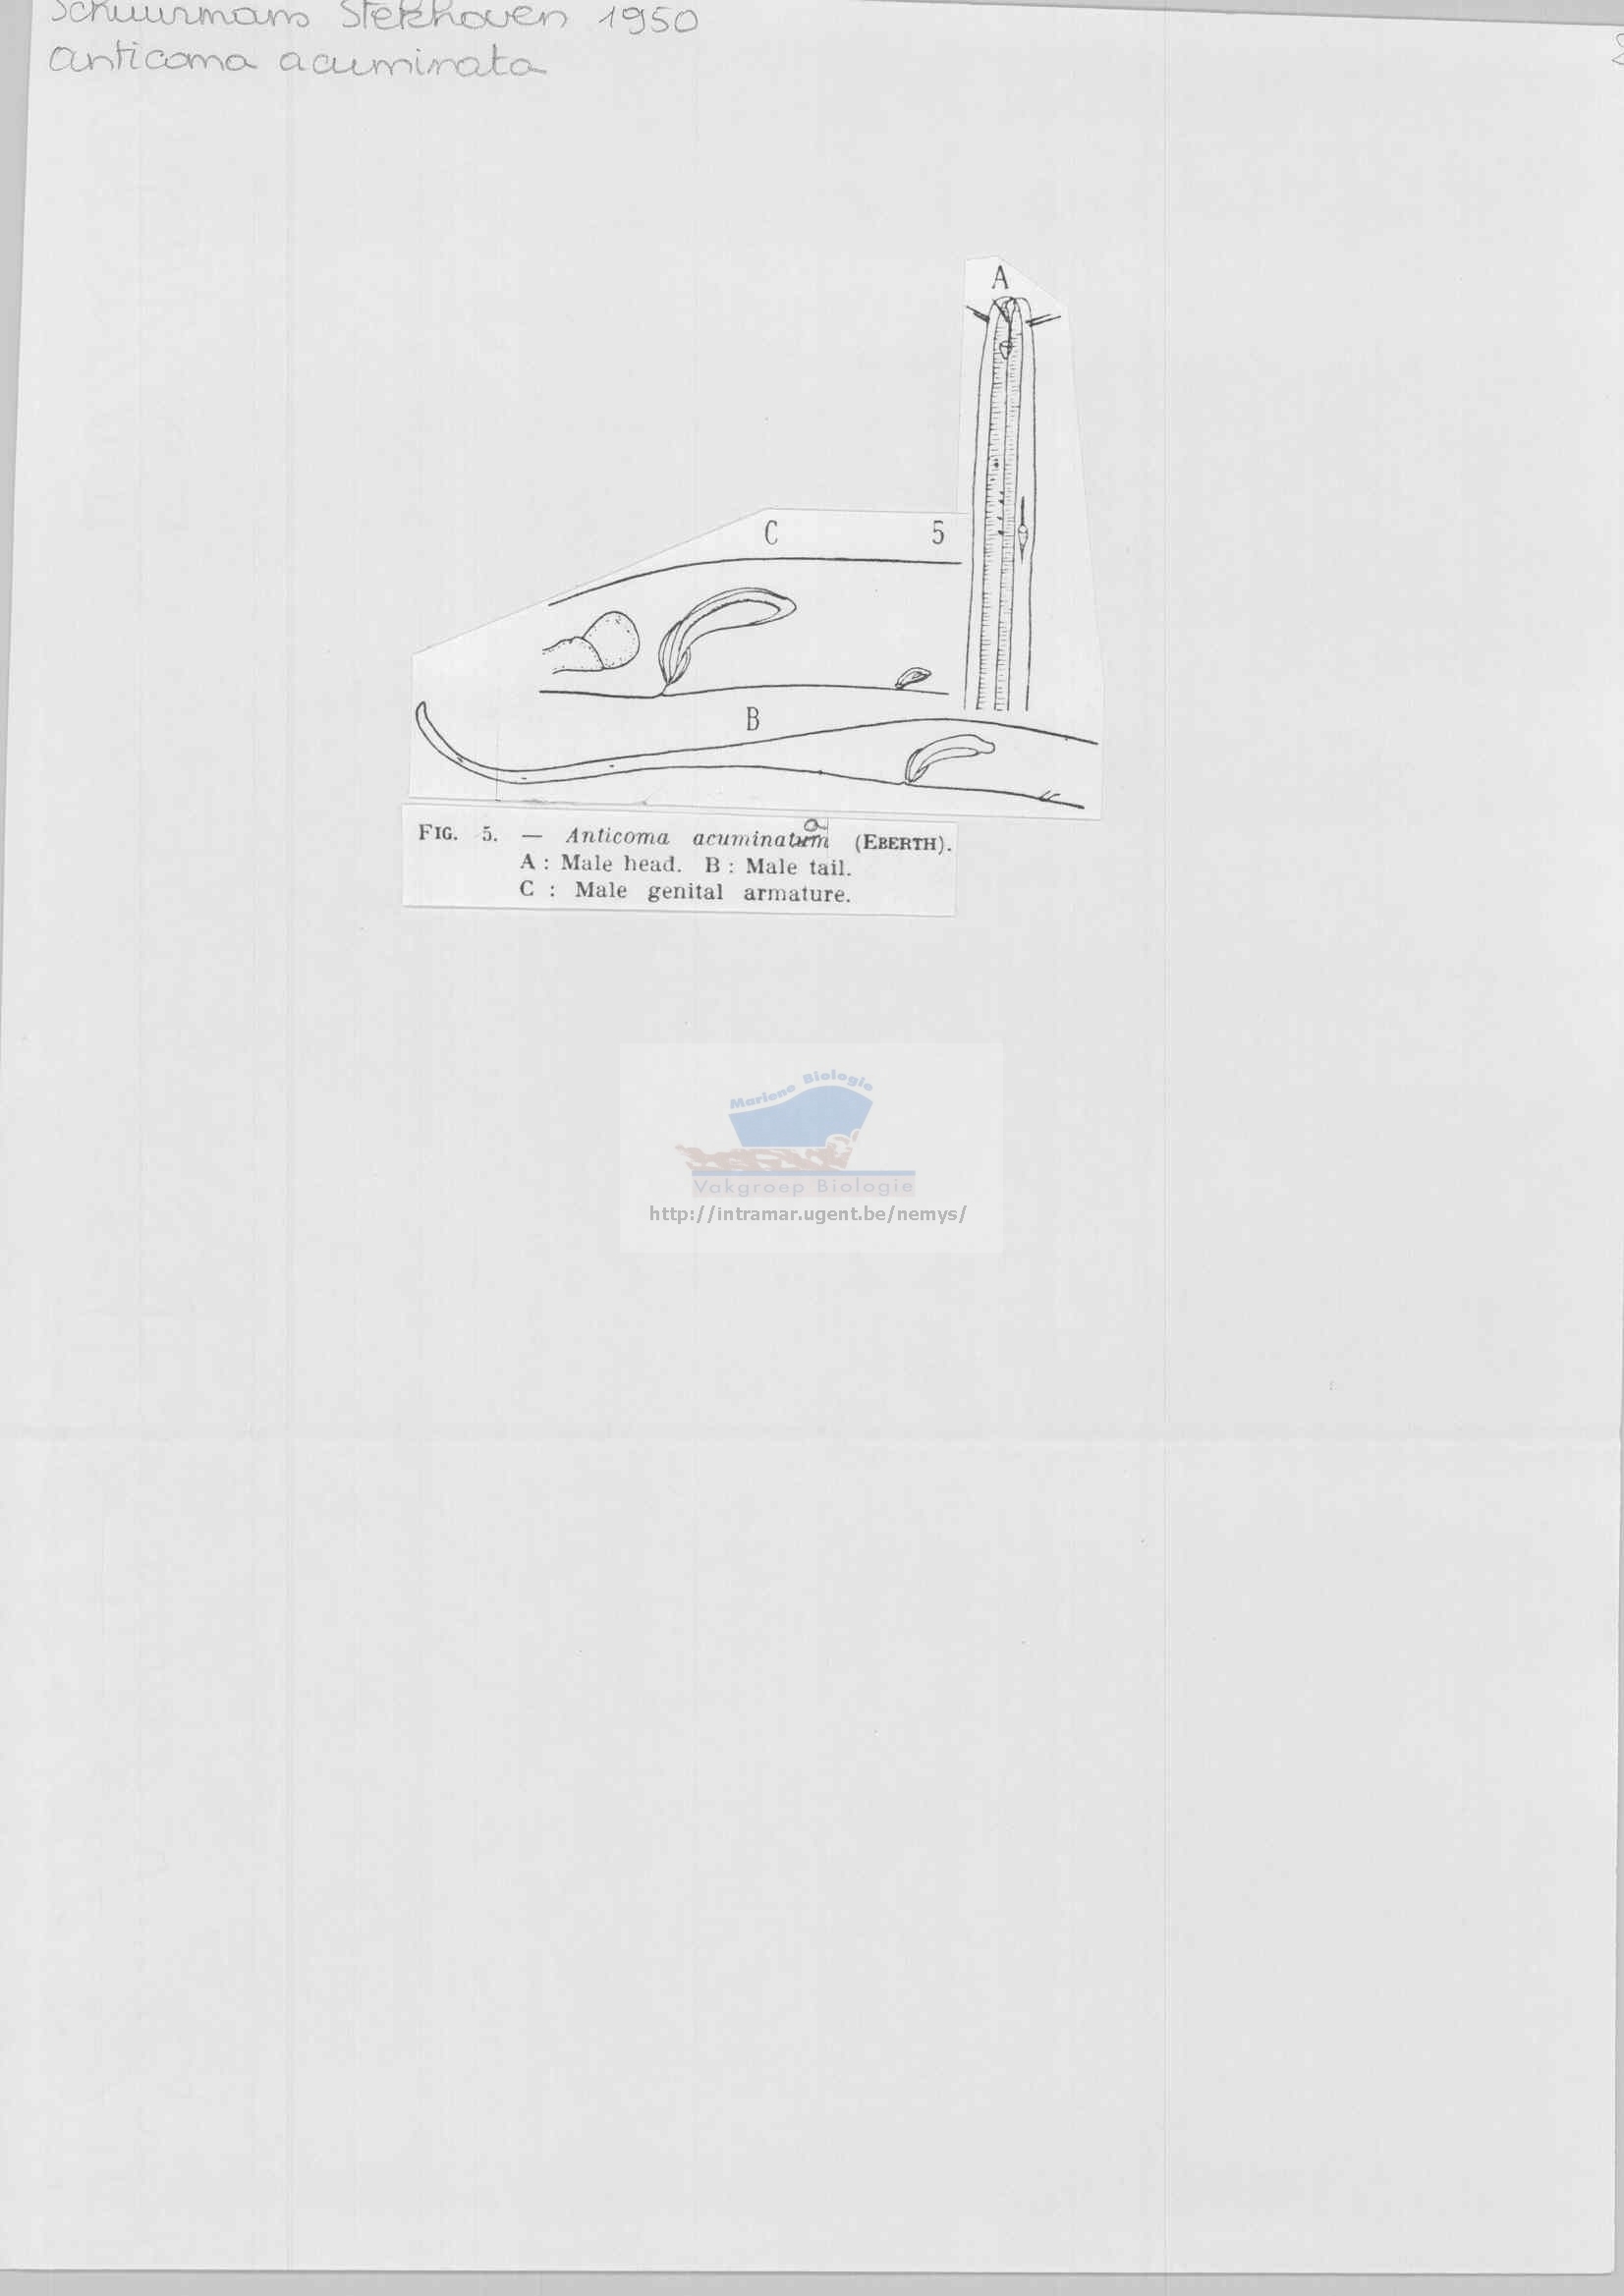 Schuurmans Stekhoven 1950
Anticoma acuminata
A
C
5
B
FIG. 5. — Anticoma acuminatum a (EBERTH).
A : Male head. B : Male tail.
C : Male genital armature.
Mariene Biologie
Vakgroep Biologie
http://intramar.ugent.be/nemys/